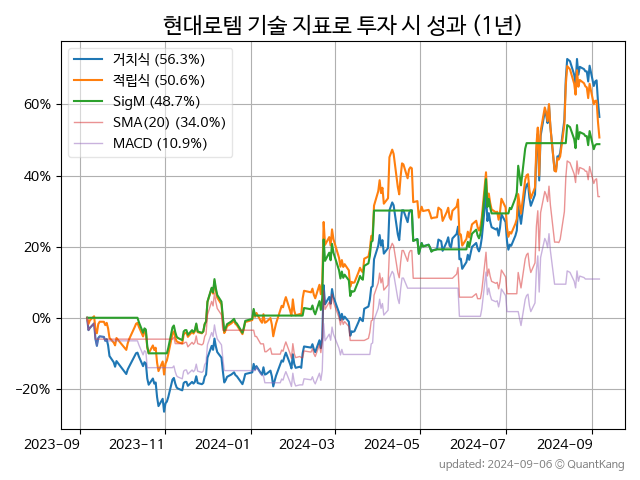 현대로템 기술 지표로 투자 시 성과 (1년)
거치식 (56.3%)
적립식 (50.6%)
SigM (48.7%)
SMA(20) (34.0%)
MACD (10.9%)
60%
40%
20%
0%
−20%
2023-09 2023-11 2024-01 2024-03 2024-05 2024-07 2024-09
updated: 2024-09-06 © QuantKang